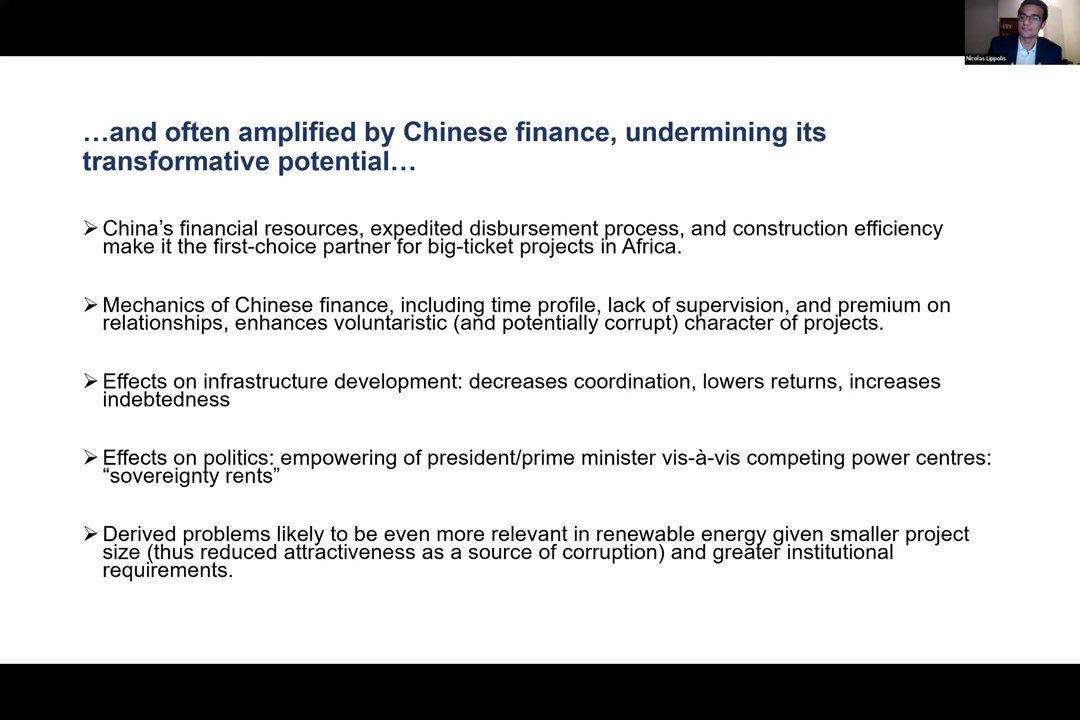 Nicolas Lippolis
…and often amplified by Chinese finance, undermining its
transformative potential…
➢ China’s financial resources, expedited disbursement process, and construction efficiency
make it the first-choice partner for big-ticket projects in Africa.
➢ Mechanics of Chinese finance, including time profile, lack of supervision, and premium on
relationships, enhances voluntaristic (and potentially corrupt) character of projects.
➢ Effects on infrastructure development: decreases coordination, lowers returns, increases
indebtedness
➢ Effects on politics: empowering of president/prime minister vis-à-vis competing power centres:
“sovereignty rents”
➢ Derived problems likely to be even more relevant in renewable energy given smaller project
size (thus reduced attractiveness as a source of corruption) and greater institutional
requirements.